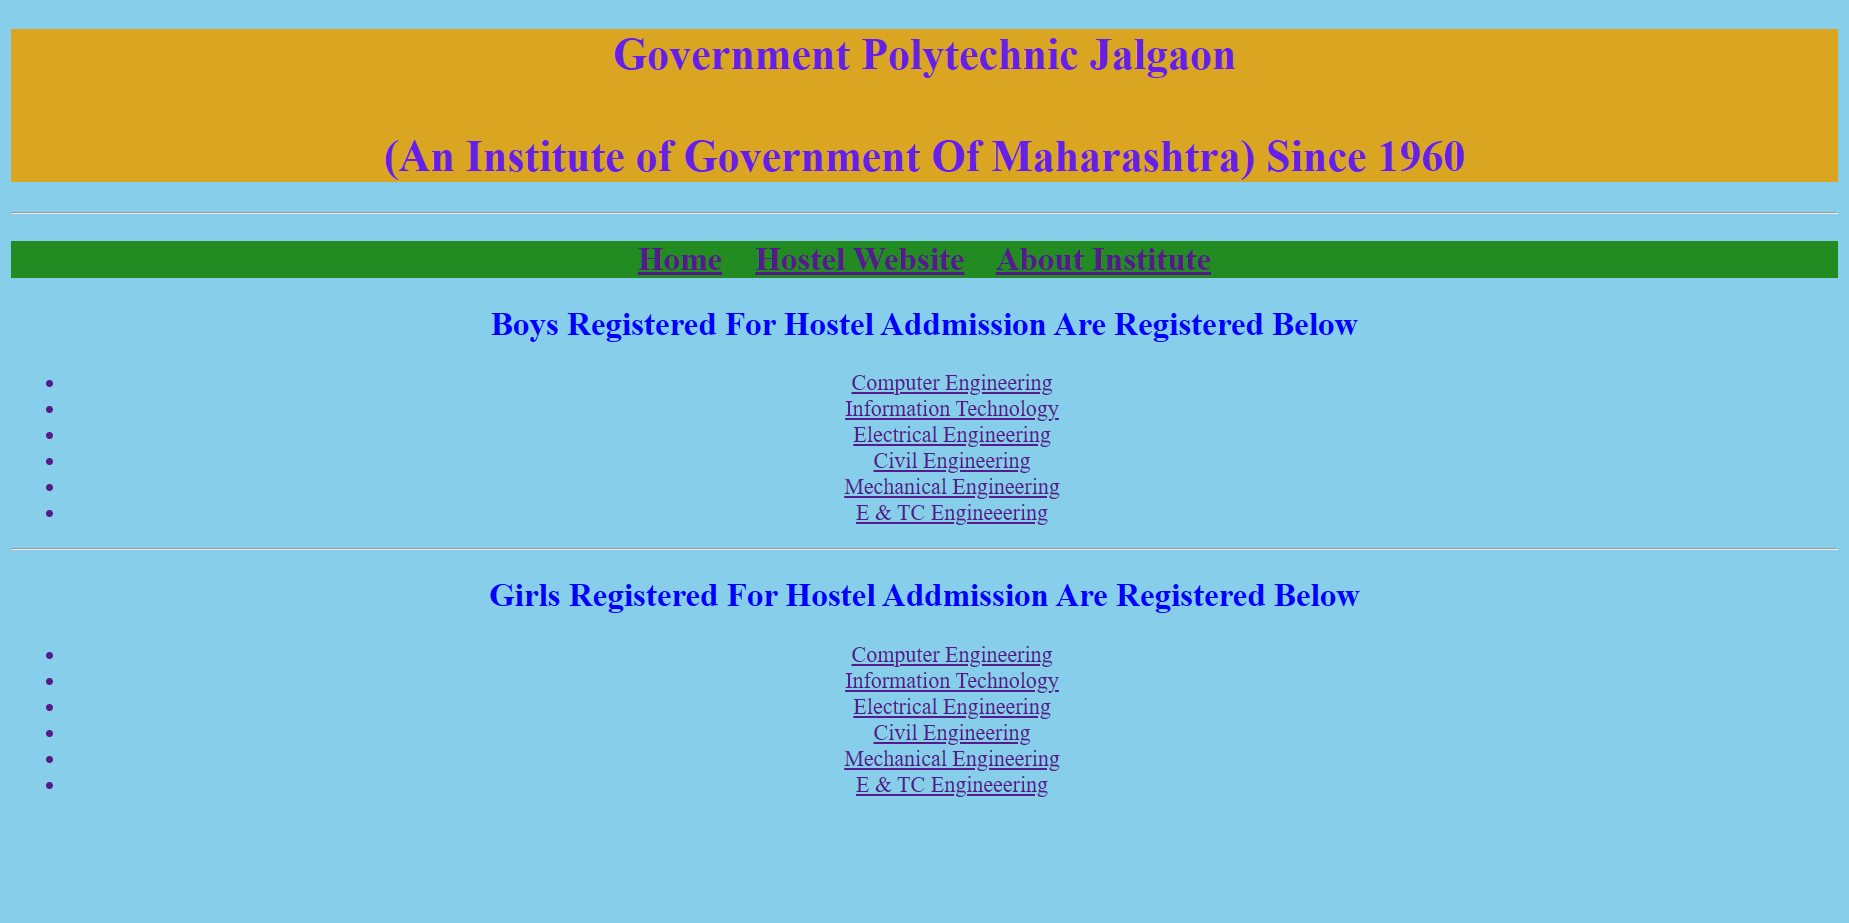 Government Polytechnic Jalgaon
(An Institute of Government Of Maharashtra) Since 1960
Home Hostel Website About Institute
Boys Registered For Hostel Addmission Are Registered Below
Computer Engineering
Information Technology
Electrical Engineering
Civil Engineering
Mechanical Engineering
E & TC Engineeering
Girls Registered For Hostel Addmission Are Registered Below
Computer Engineering
Information Technology
Electrical Engineering
Civil Engineering
Mechanical Engineering
E & TC Engineeering